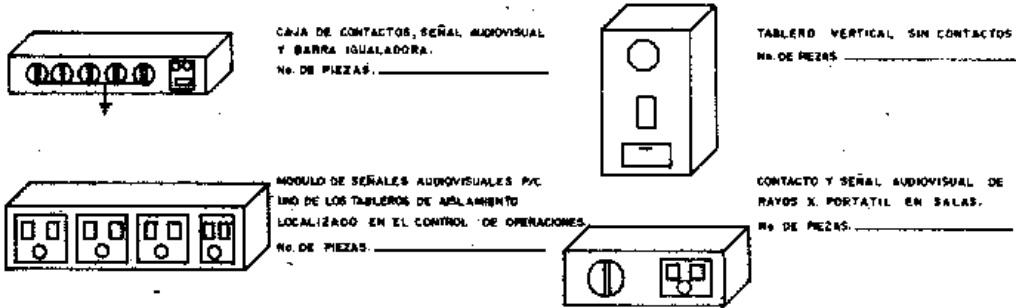 CAJA DE CONTACTOS, SEÑAL AUDIOVISUAL
Y BARRA IGUALADORA.
No. DE PIEZAS.
TABLERO VERTICAL SIN CONTACTOS
No. DE PIEZAS
MODULO DE SEÑALES AUDIOVISUALES P/C
UNO DE LOS TABLEROS DE AISLAMIENTO
LOCALIZADO EN EL CONTROL DE OPERACIONES
No. DE PIEZAS.
CONTACTO Y SEÑAL AUDIOVISUAL DE
RAYOS X PORTATIL EN SALAS.
No DE PIEZAS.